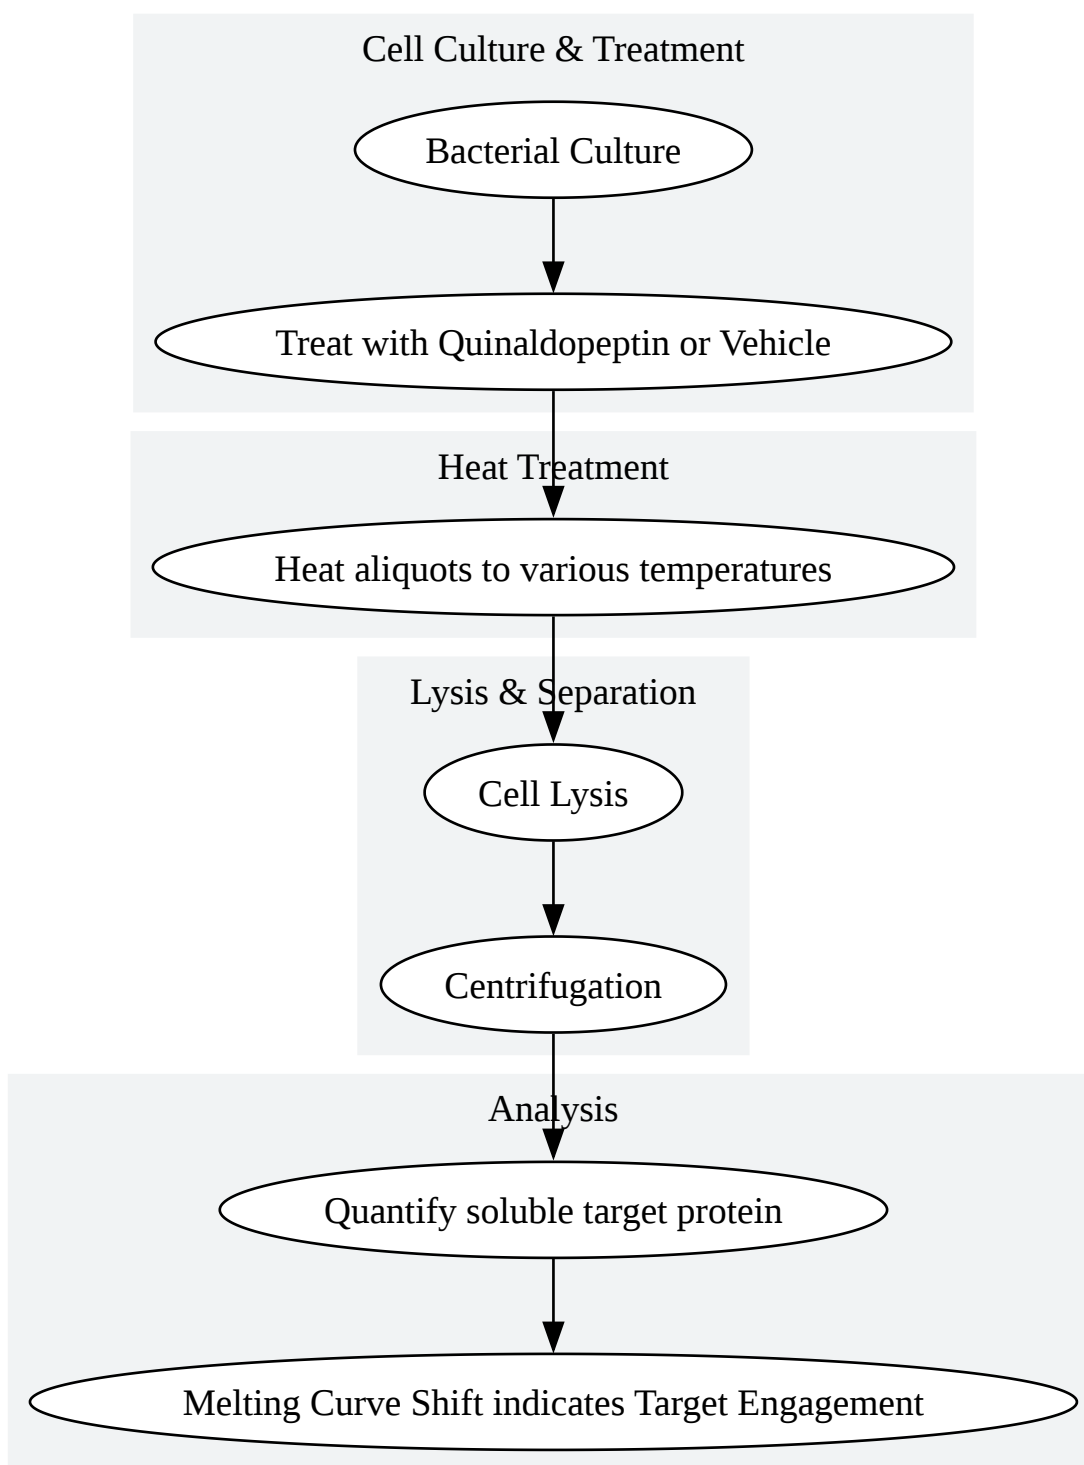 Cell Culture & Treatment
Bacterial Culture
Treat with Quinaldopeptin or Vehicle
Heat Treatment
Heat aliquots to various temperatures
Lysis & Separation
Cell Lysis
Centrifugation
Analysis
Quantify soluble target protein
Melting Curve Shift indicates Target Engagement